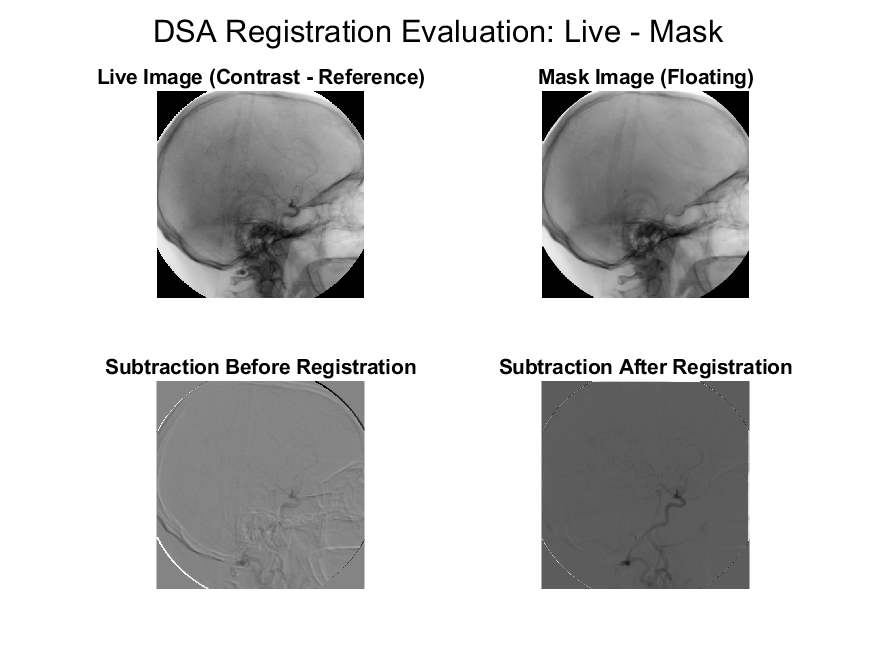 DSA Registration Evaluation: Live - Mask
Live Image (Contrast - Reference)
Mask Image (Floating)
Subtraction Before Registration
Subtraction After Registration